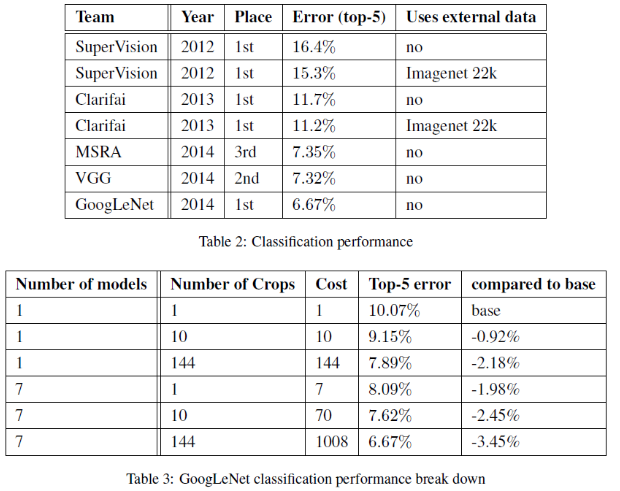 Team Year Place Error (top-5) Uses external data
SuperVision 2012 1st 16.4% no
SuperVision 2012 1st 15.3% Imagenet 22k
Clarifai 2013 1st 11.7% no
Clarifai 2013 1st 11.2% Imagenet 22k
MSRA 2014 3rd 7.35% no
VGG 2014 2nd 7.32% no
GoogLeNet 2014 1st 6.67% no
Table 2: Classification performance
Number of models Number of Crops Cost Top-5 error compared to base
1 1 1 10.07% base
1 10 10 9.15% -0.92%
1 144 144 7.89% -2.18%
7 1 7 8.09% -1.98%
7 10 70 7.62% -2.45%
7 144 1008 6.67% -3.45%
Table 3: GoogLeNet classification performance break down